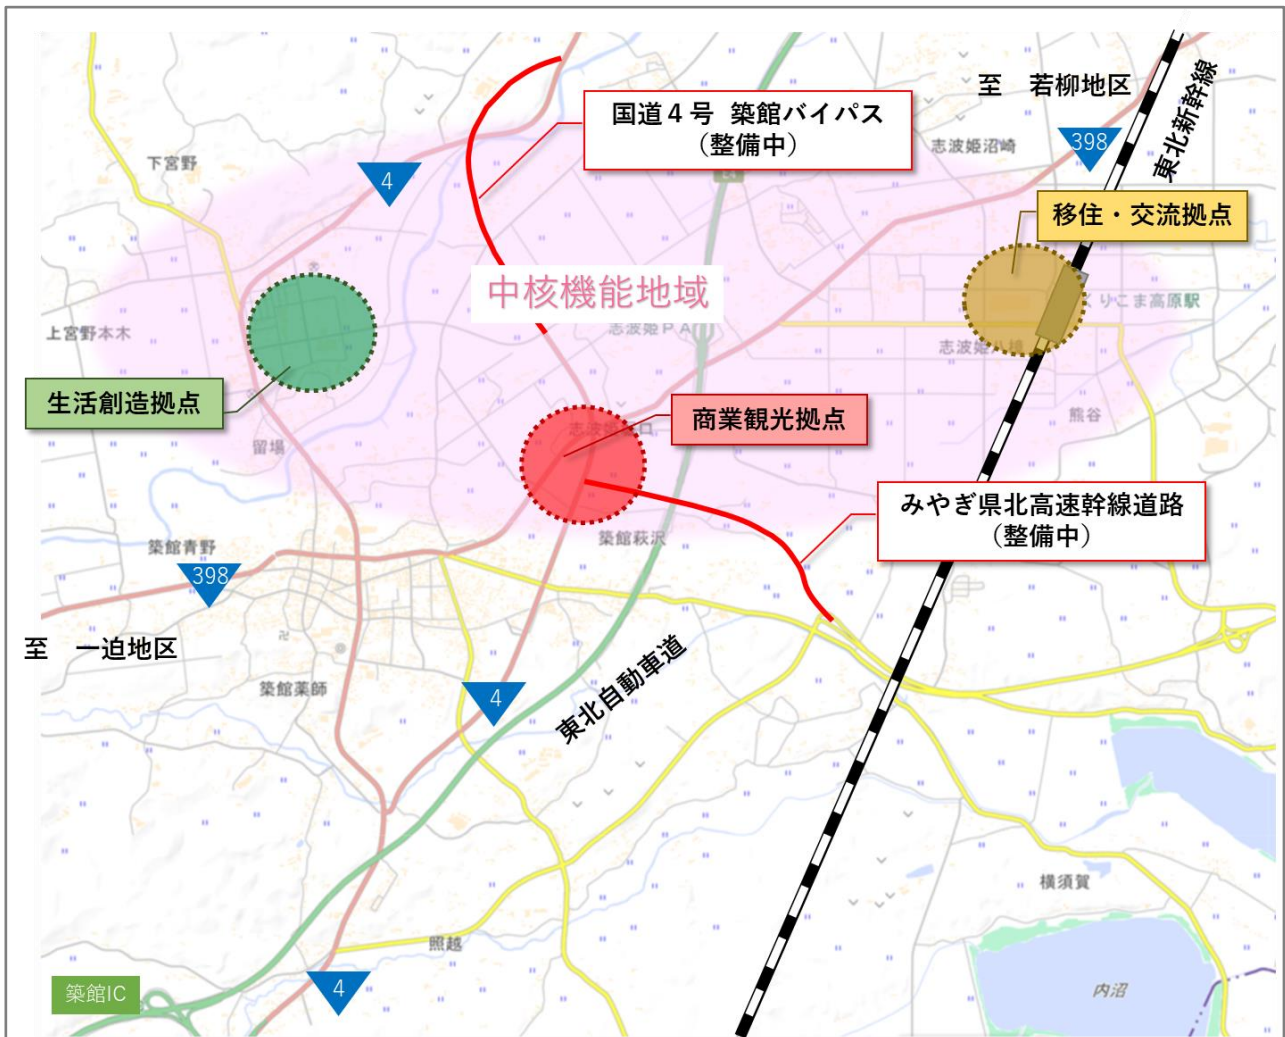 至 若柳地区
東北新幹線
国道4号 築館バイパス
(整備中)
志波姫沼崎
398
下宮野
4
移住・交流拠点
中核機能地域
くりこま高原駅
志波姫PA
上宮野本木
志波姫八樟
生活創造拠点
商業観光拠点
熊谷
留場
みやぎ県北高速幹線道路
(整備中)
築館萩沢
築館青野
398
至 一迫地区
築館薬師
4
東北自動車道
横須賀
照越
築館IC
4
内沼